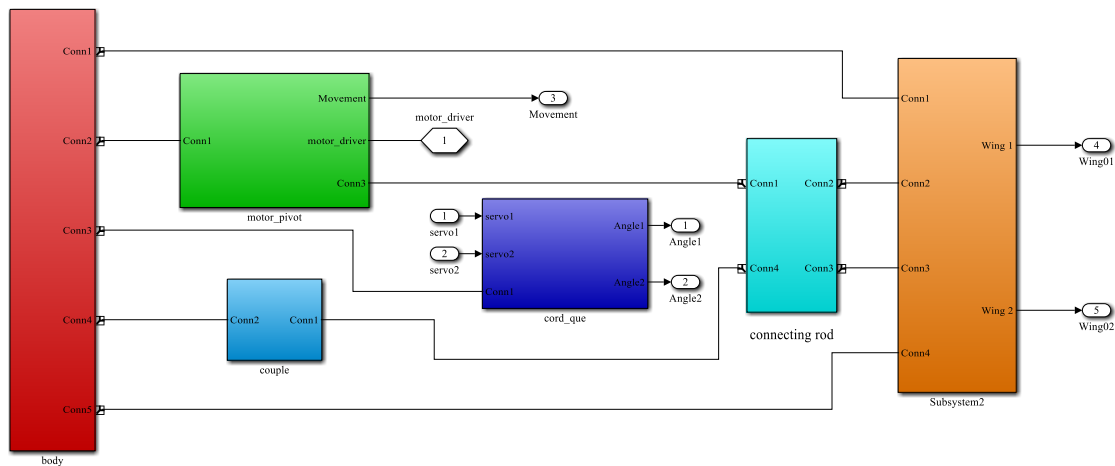 Conn1
Conn2
Conn3
Conn4
Conn5
body
Conn1
Movement
motor_driver
Conn3
motor_pivot
3
Movement
motor_driver
1
1
servo1
2
servo2
servo1
servo2
Conn1
Angle1
Angle2
cord_que
1
Angle1
2
Angle2
Conn2
Conn1
couple
Conn1
Conn2
Conn4
Conn3
connecting rod
Conn1
Conn2
Conn3
Conn4
Wing 1
Wing 2
Subsystem2
4
Wing01
5
Wing02